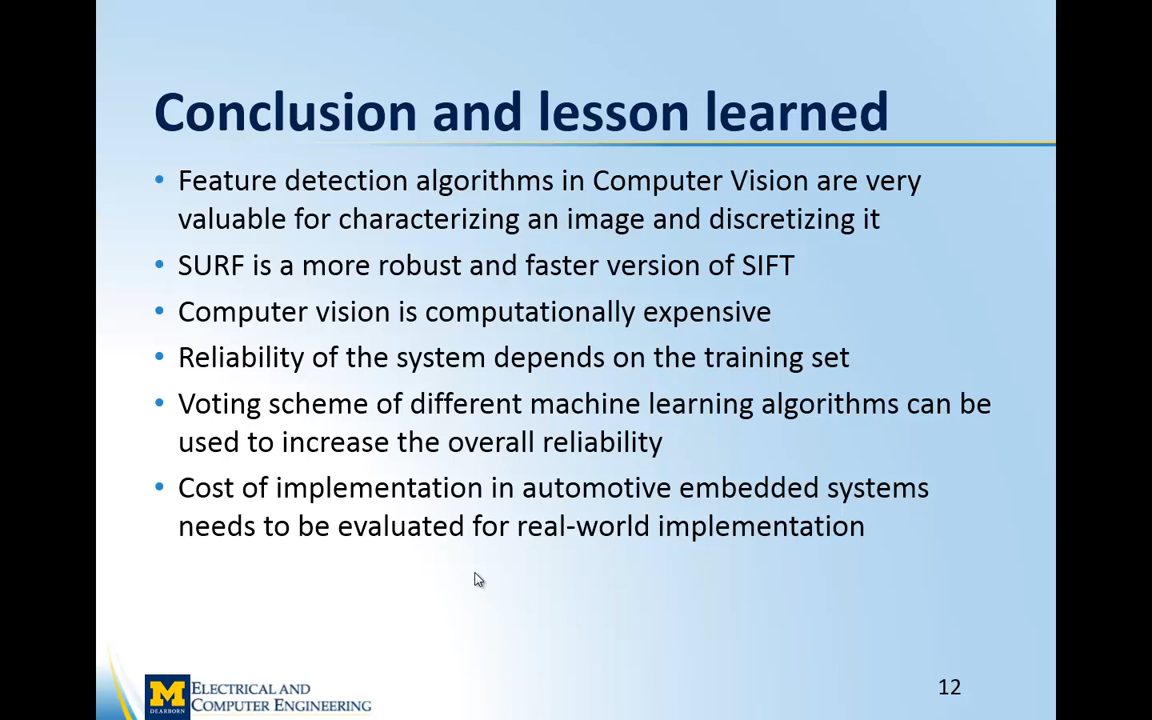 Conclusion and lesson learned
• Feature detection algorithms in Computer Vision are very
valuable for characterizing an image and discretizing it
• SURF is a more robust and faster version of SIFT
• Computer vision is computationally expensive
• Reliability of the system depends on the training set
• Voting scheme of different machine learning algorithms can be
used to increase the overall reliability
• Cost of implementation in automotive embedded systems
needs to be evaluated for real-world implementation
M
DEARBORN
ELECTRICAL AND
COMPUTER ENGINEERING
12